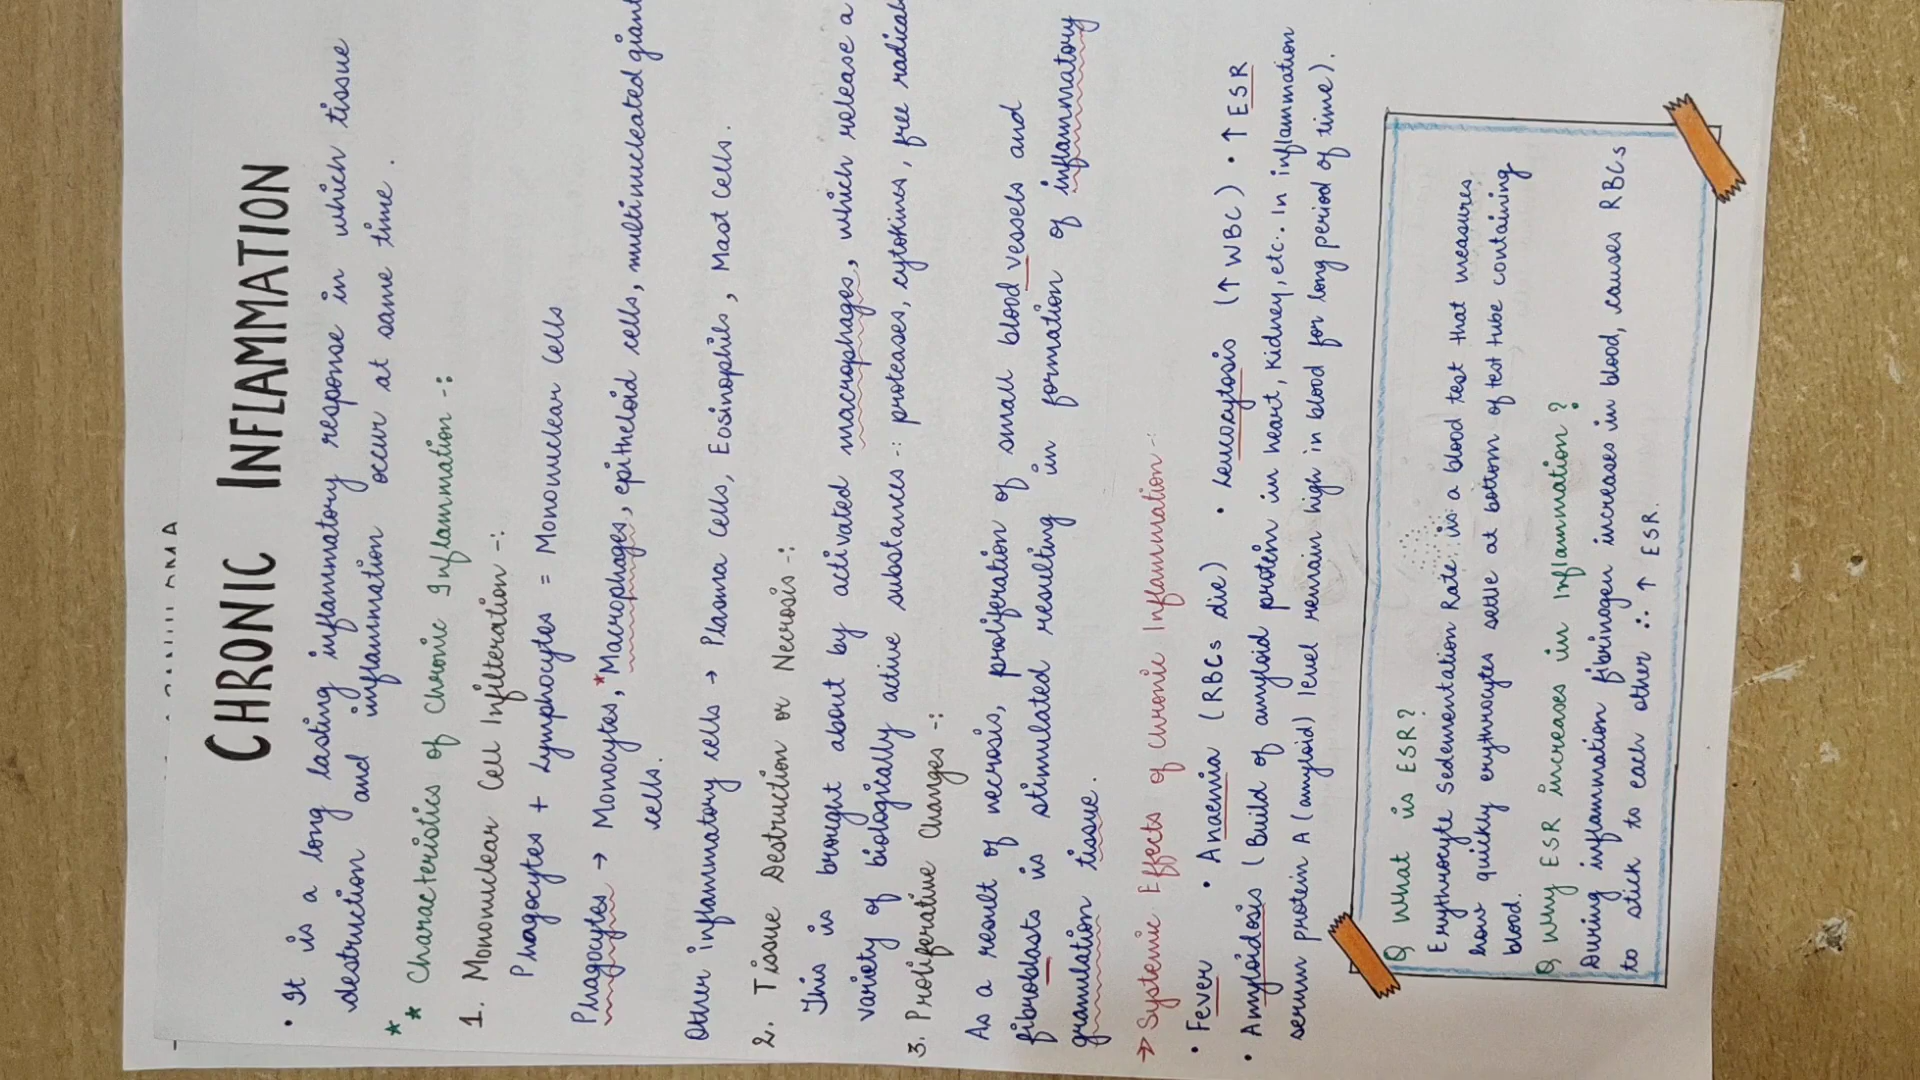 CHRONIC INFLAMMATION
• It is a long lasting inflammatory response in which tissue
destruction and inflammation occur at same time.
** Characteristics of Chronic Inflammation -:
1. Mononuclear Cell Infilteration -:
Phagocytes + Lymphocytes = Mononuclear Cells
Phagocytes → Monocytes, *Macrophages, epitheloid cells, multinucleated giant
cells.
Other inflammatory cells → Plasma Cells, Eosinophils, Mast Cells.
2. Tissue Destruction or Necrosis -:
This is brought about by activated macrophages, which release a
variety of biologically active substances -: proteases, cytokines, free radical
3. Proliferative Changes -:
As a result of necrosis, proliferation of small blood vessels and
fibroblasts is stimulated resulting in formation of inflammatory
granulation tissue.
→ Systemic Effects of Chronic Inflammation -:
• Fever • Anaemia (RBCs die) • Leucocytosis (↑ WBC) • ↑ ESR
• Amyloidosis (Build of amyloid protein in heart, kidney, etc.. In inflammation
serum protein A (amyloid) level remain high in blood for long period of time).
Q What is ESR?
Erythrocyte Sedementation Rate is a blood test that measures
how quickly erythrocytes settle at bottom of test tube containing
blood.
Q Why ESR increases in Inflammation?
During inflammation fibrinogen increases in blood, causes RBCs
to stick to each other ∴ ↑ ESR.